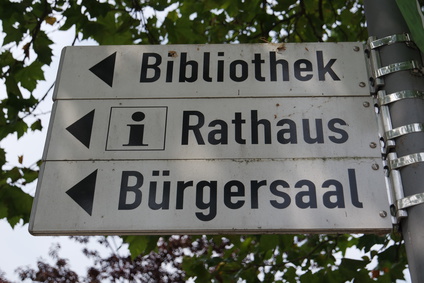 Bibliothek
i Rathaus
Bürgersaal